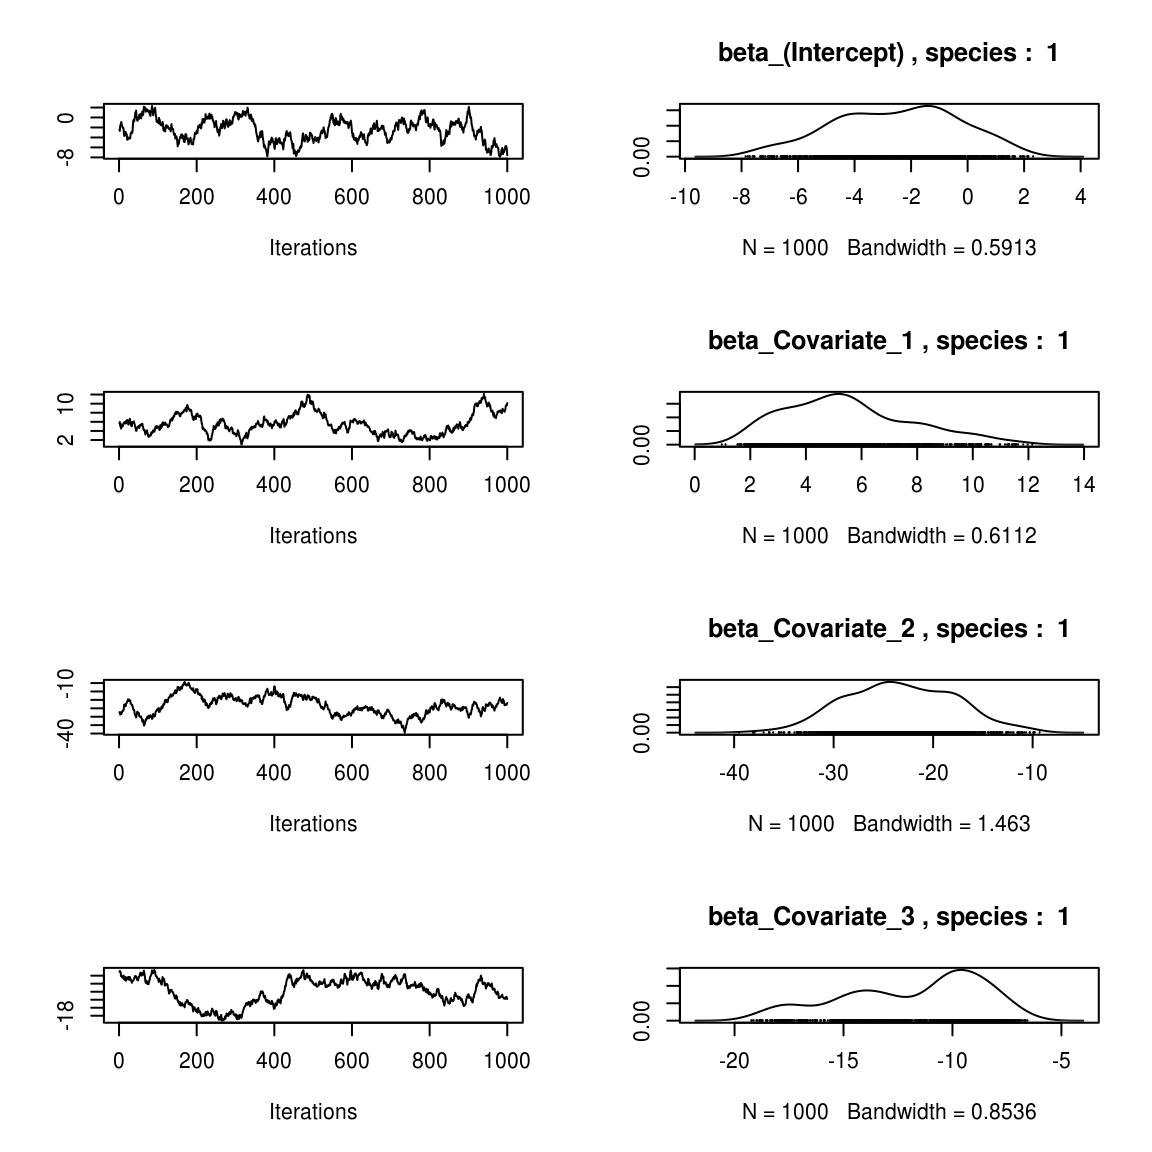 beta_(Intercept) , species :  1
0
-8
0 200 400 600 800 1000
Iterations
0.00
-10 -8 -6 -4 -2 0 2 4
N = 1000   Bandwidth = 0.5913
beta_Covariate_1 , species :  1
10
2
0 200 400 600 800 1000
Iterations
0.00
0 2 4 6 8 10 12 14
N = 1000   Bandwidth = 0.6112
beta_Covariate_2 , species :  1
-10
-40
0 200 400 600 800 1000
Iterations
0.00
-40 -30 -20 -10
N = 1000   Bandwidth = 1.463
beta_Covariate_3 , species :  1
-18
0 200 400 600 800 1000
Iterations
0.00
-20 -15 -10 -5
N = 1000   Bandwidth = 0.8536